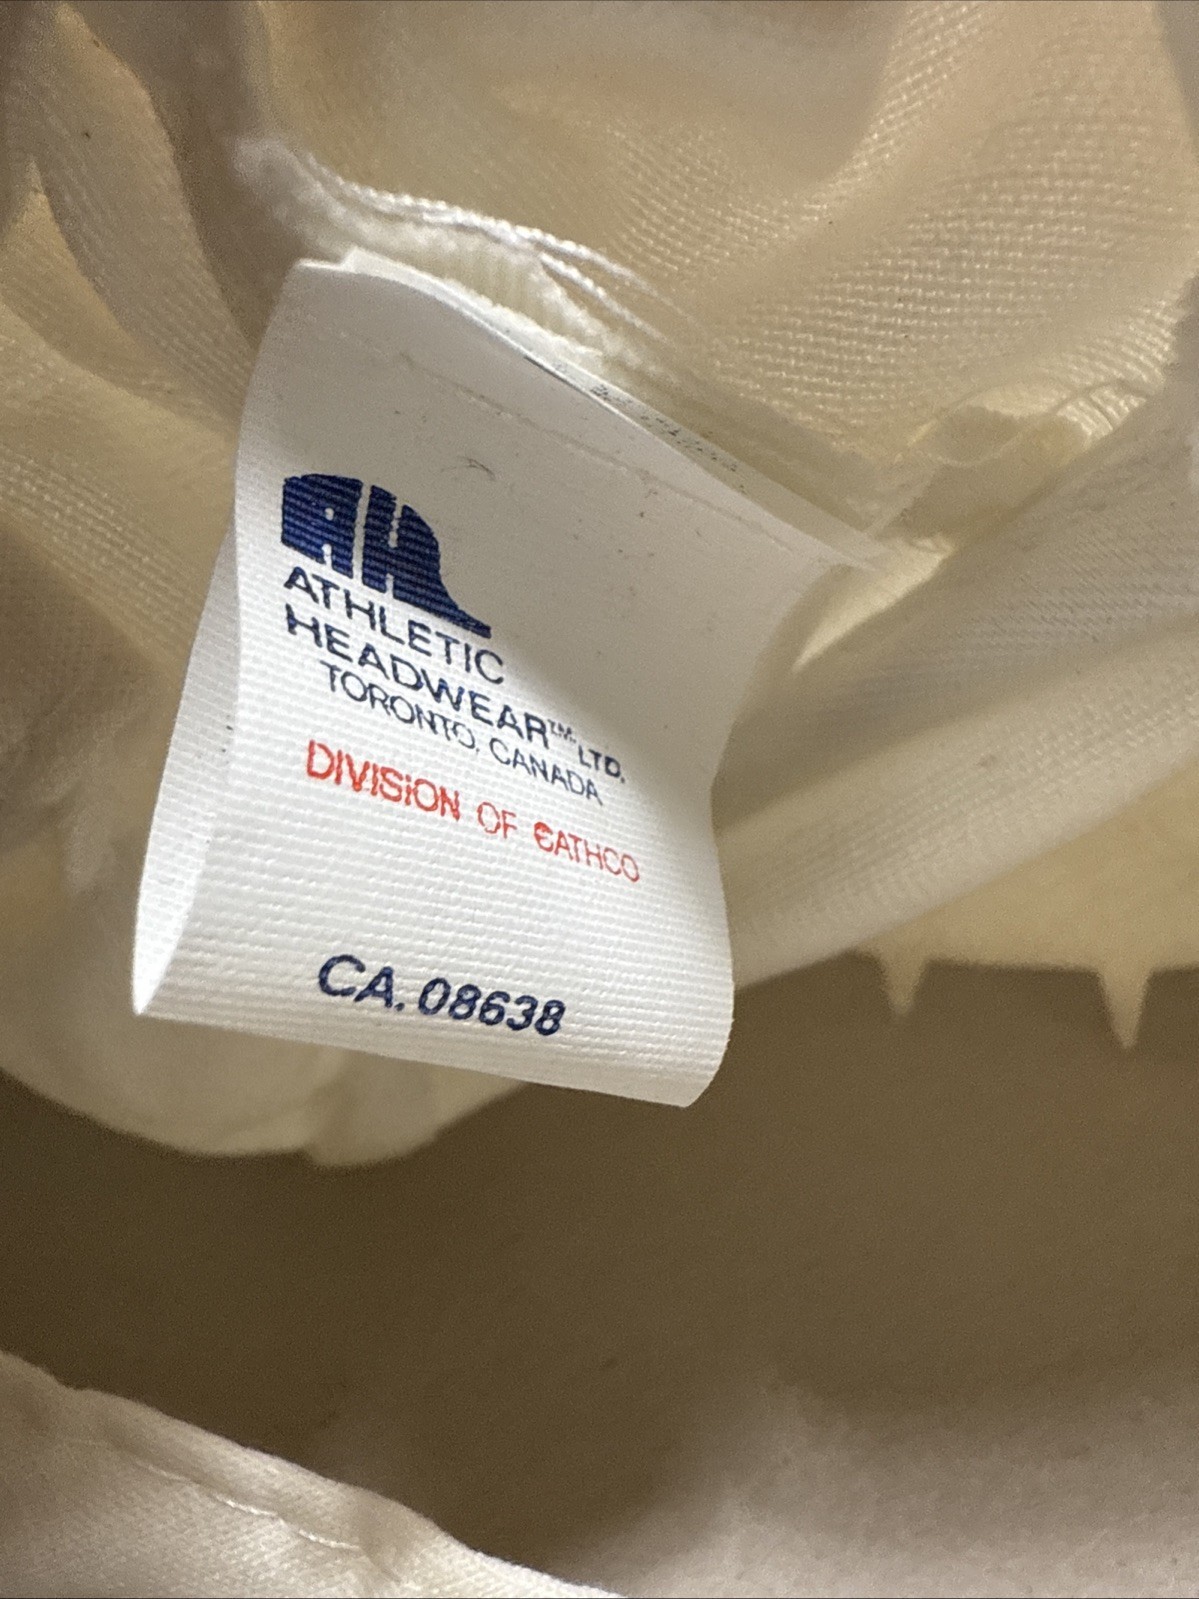 AH
ATHLETIC
HEADWEAR™ LTD.
TORONTO, CANADA
DIVISION OF CATHCO
CA. 08638